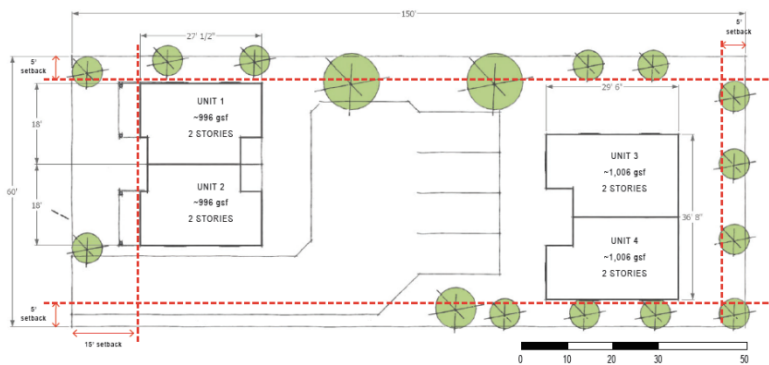 150'
5'
setback
27' 1/2"
5'
setback
29' 6"
UNIT 1
~996 gsf
2 STORIES
18'
60'
UNIT 2
~996 gsf
2 STORIES
18'
UNIT 3
~1,006 gsf
2 STORIES
36' 8"
UNIT 4
~1,006 gsf
2 STORIES
5'
setback
15' setback
0 10 20 30 50